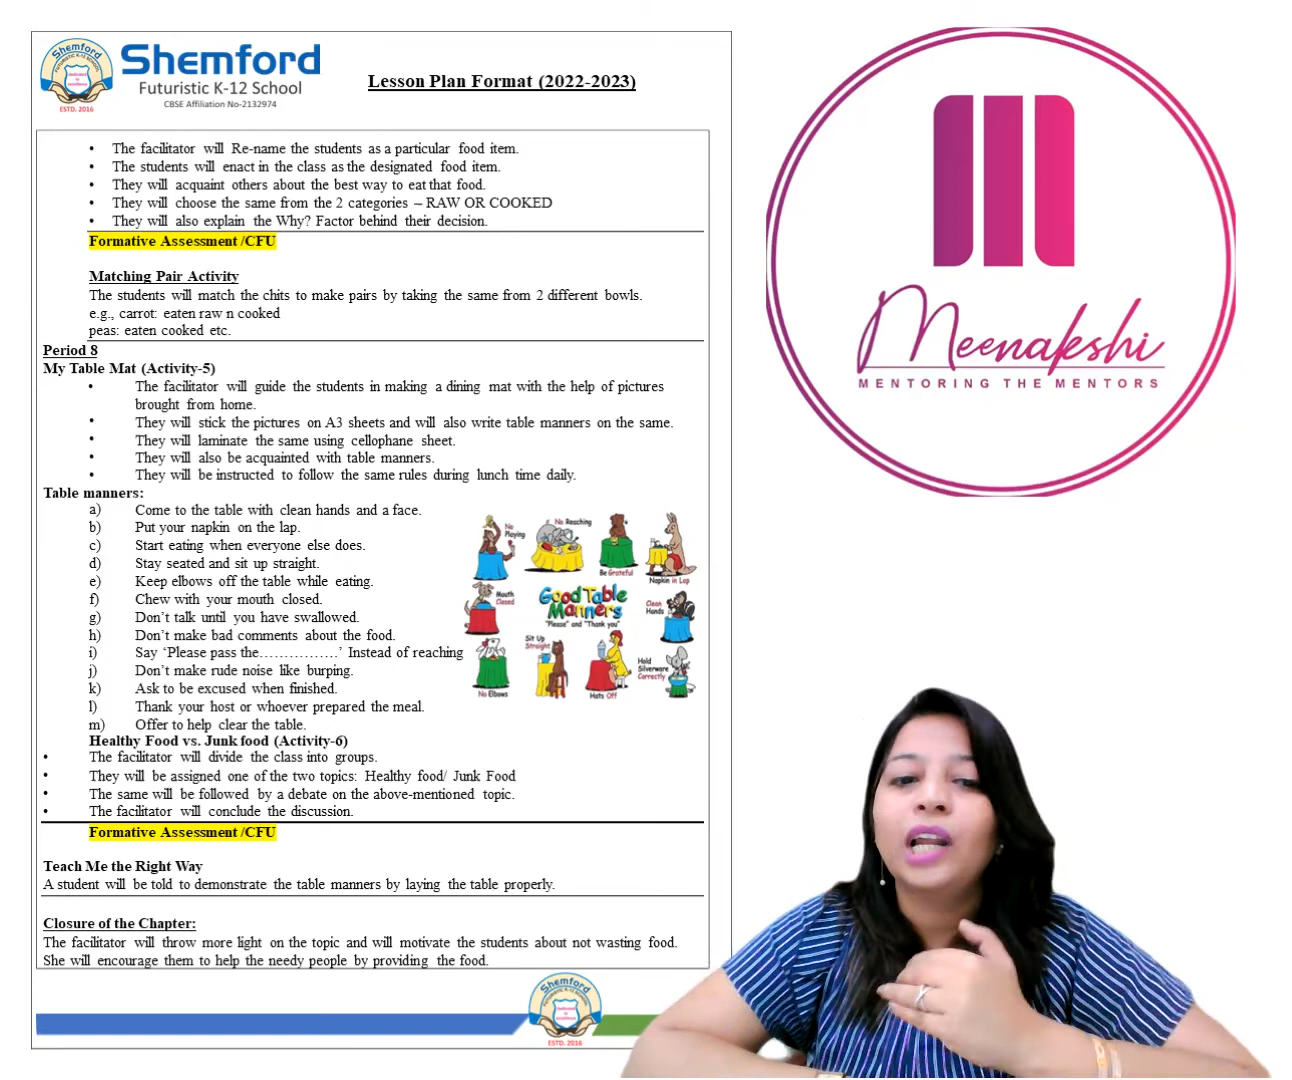 Shemford
FUTURISTIC K-12 SCHOOL
dedicated to excellence
ESTD. 2016
Shemford
Futuristic K-12 School
CBSE Affiliation No-2132974
Lesson Plan Format (2022-2023)
• The facilitator will Re-name the students as a particular food item.
• The students will enact in the class as the designated food item.
• They will acquaint others about the best way to eat that food.
• They will choose the same from the 2 categories – RAW OR COOKED
• They will also explain the Why? Factor behind their decision.
Formative Assessment /CFU
Matching Pair Activity
The students will match the chits to make pairs by taking the same from 2 different bowls.
e.g., carrot: eaten raw n cooked
peas: eaten cooked etc.
Period 8
My Table Mat (Activity-5)
• The facilitator will guide the students in making a dining mat with the help of pictures
brought from home.
• They will stick the pictures on A3 sheets and will also write table manners on the same.
• They will laminate the same using cellophane sheet.
• They will also be acquainted with table manners.
• They will be instructed to follow the same rules during lunch time daily.
Table manners:
a) Come to the table with clean hands and a face.
b) Put your napkin on the lap.
c) Start eating when everyone else does.
d) Stay seated and sit up straight.
e) Keep elbows off the table while eating.
f) Chew with your mouth closed.
g) Don’t talk until you have swallowed.
h) Don’t make bad comments about the food.
i) Say ‘Please pass the……………’ Instead of reaching
j) Don’t make rude noise like burping.
k) Ask to be excused when finished.
l) Thank your host or whoever prepared the meal.
m) Offer to help clear the table.
No Playing
No Reaching
Be Grateful
Napkin in Lap
Mouth Closed
Good Table Manners
"Please" and "Thank you"
Clean Hands
No Elbows
Sit Up Straight
Hats Off
Hold Silverware Correctly
Healthy Food vs. Junk food (Activity-6)
• The facilitator will divide the class into groups.
• They will be assigned one of the two topics: Healthy food/ Junk Food
• The same will be followed by a debate on the above-mentioned topic.
• The facilitator will conclude the discussion.
Formative Assessment /CFU
Teach Me the Right Way
A student will be told to demonstrate the table manners by laying the table properly.
Closure of the Chapter:
The facilitator will throw more light on the topic and will motivate the students about not wasting food.
She will encourage them to help the needy people by providing the food.
Shemford
FUTURISTIC K-12 SCHOOL
dedicated to excellence
ESTD. 2016
Meenakshi
MENTORING THE MENTORS